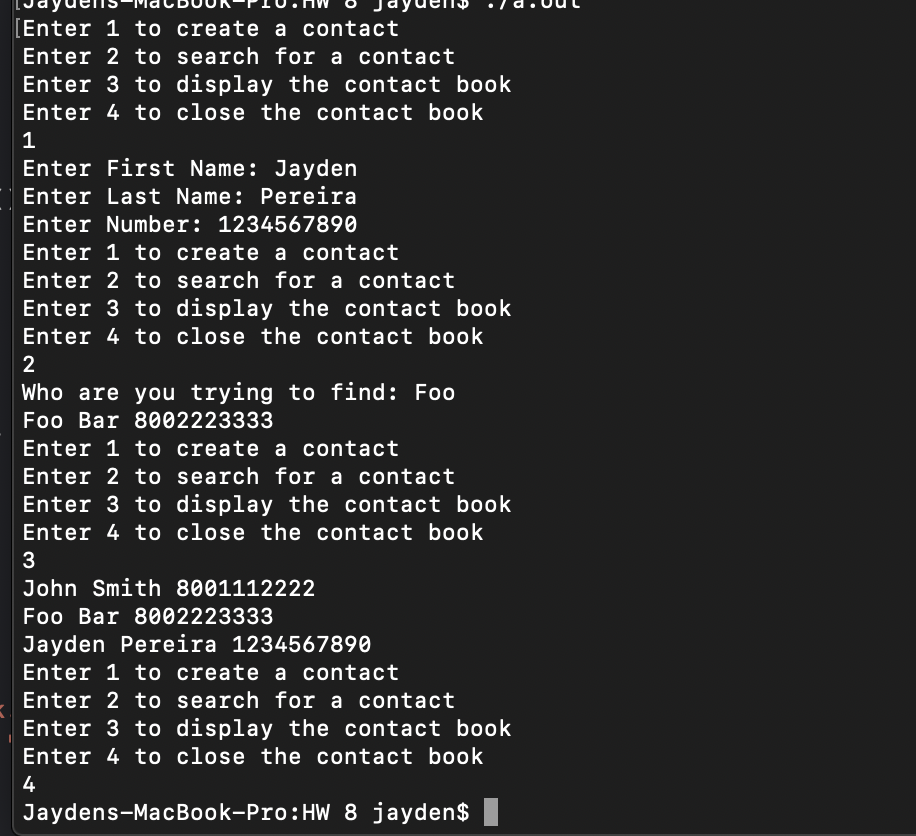 Jaydens-MacBook-Pro:HW 8 jayden$ ./a.out
Enter 1 to create a contact
Enter 2 to search for a contact
Enter 3 to display the contact book
Enter 4 to close the contact book
1
Enter First Name: Jayden
Enter Last Name: Pereira
Enter Number: 1234567890
Enter 1 to create a contact
Enter 2 to search for a contact
Enter 3 to display the contact book
Enter 4 to close the contact book
2
Who are you trying to find: Foo
Foo Bar 8002223333
Enter 1 to create a contact
Enter 2 to search for a contact
Enter 3 to display the contact book
Enter 4 to close the contact book
3
John Smith 8001112222
Foo Bar 8002223333
Jayden Pereira 1234567890
Enter 1 to create a contact
Enter 2 to search for a contact
Enter 3 to display the contact book
Enter 4 to close the contact book
4
Jaydens-MacBook-Pro:HW 8 jayden$